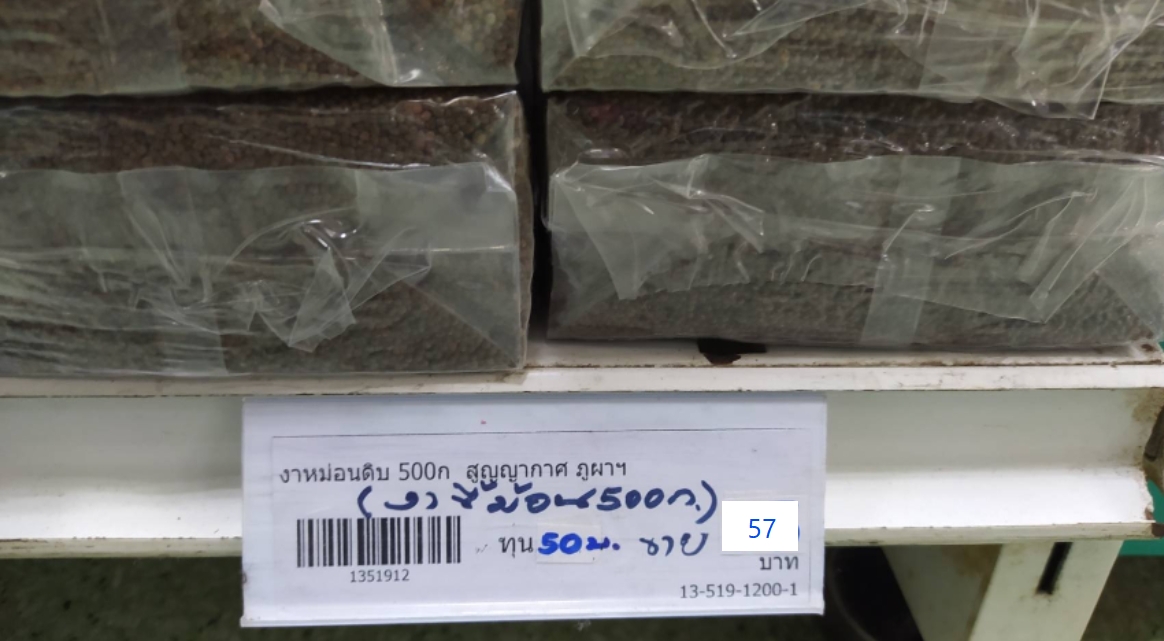 งาหม่อนดิบ 500ก สูญญากาศ ภูผาฯ
(งาขี้ม้อน500ก.)
ทุน50บ. ขาย 57
บาท
1351912
13-519-1200-1